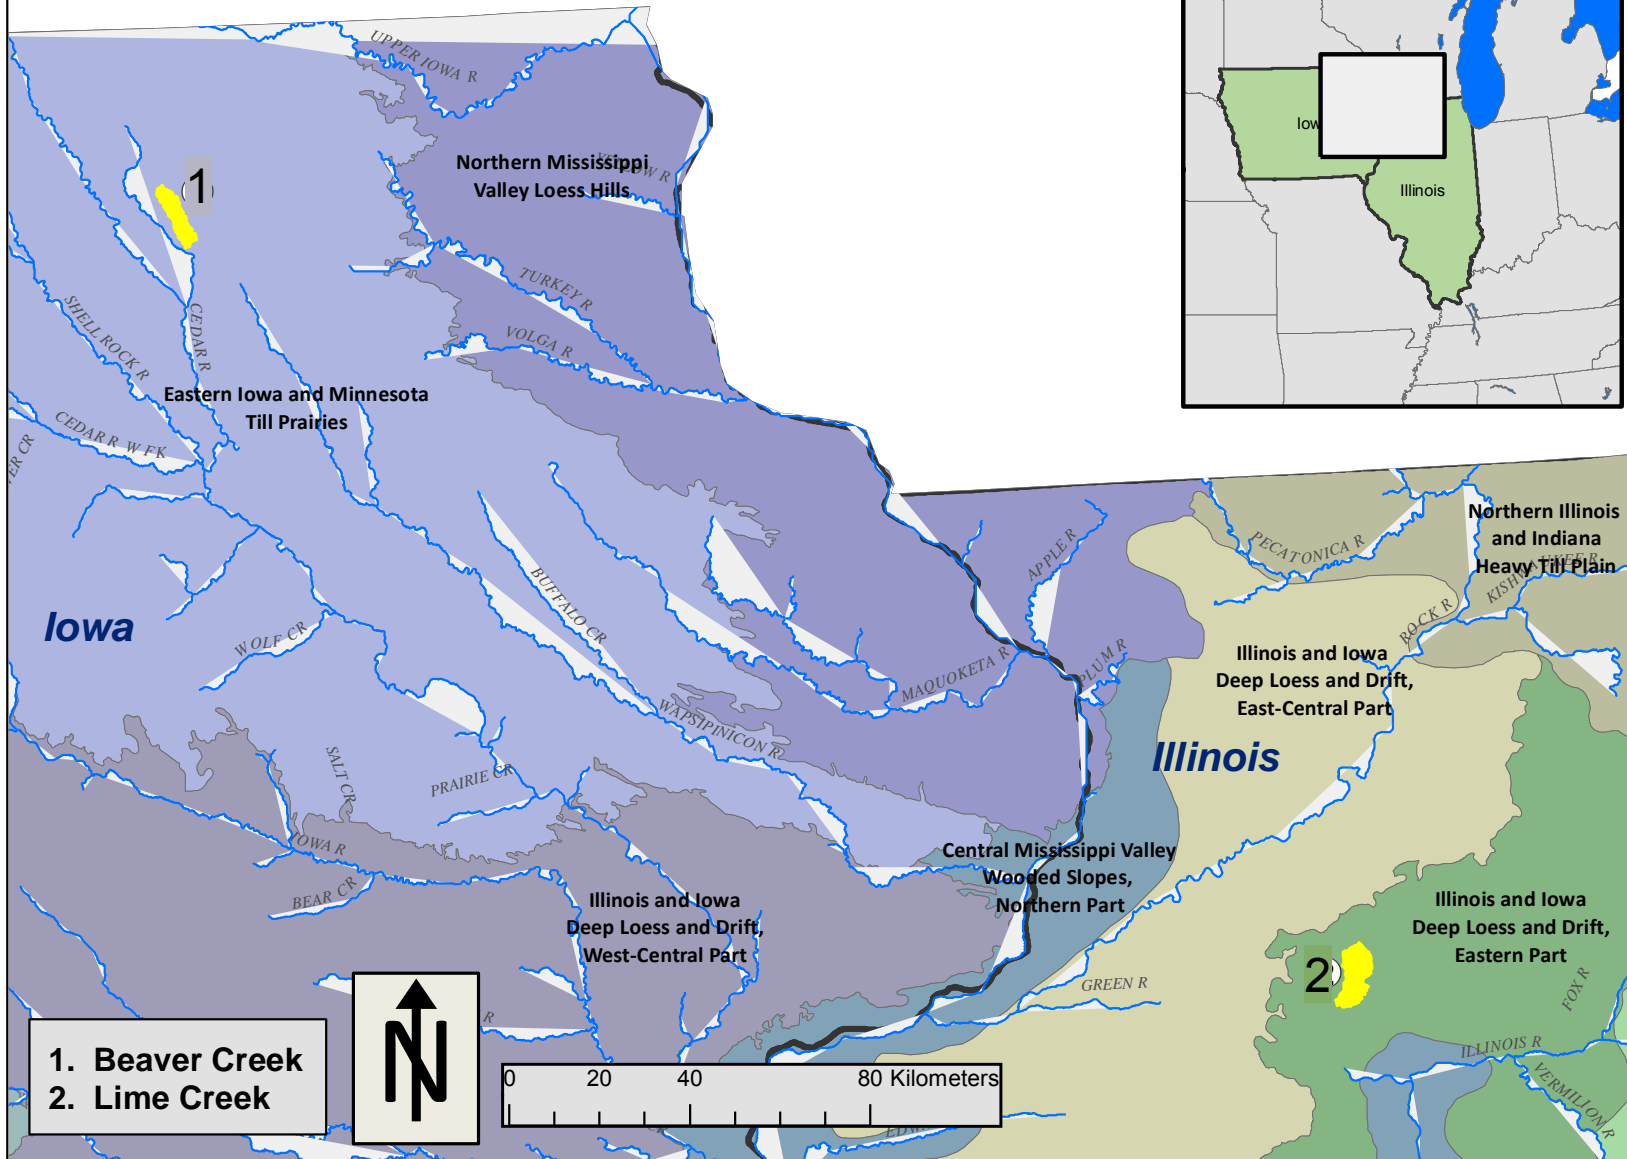 UPPER IOWA R
Iowa
Illinois
Northern Mississippi
Valley Loess Hills
1
TURKEY R
VOLGA R
SHELL ROCK R
CEDAR R
Eastern Iowa and Minnesota
Till Prairies
CEDAR R W FK
Northern Illinois
and Indiana
Heavy Till Plain
PECATONICA R
APPLE R
KISHWAUKEE R
BUFFALO CR
ROCK R
Iowa
WOLF CR
Illinois and Iowa
Deep Loess and Drift,
East-Central Part
MAQUOKETA R
PLUM R
WAPSIPINICON R
Illinois
SALT CR
PRAIRIE CR
IOWA R
BEAR CR
Central Mississippi Valley
Wooded Slopes,
Northern Part
Illinois and Iowa
Deep Loess and Drift,
West-Central Part
Illinois and Iowa
Deep Loess and Drift,
Eastern Part
2
GREEN R
FOX R
R
N
ILLINOIS R
VERMILION R
1. Beaver Creek
2. Lime Creek
0 20 40 80 Kilometers